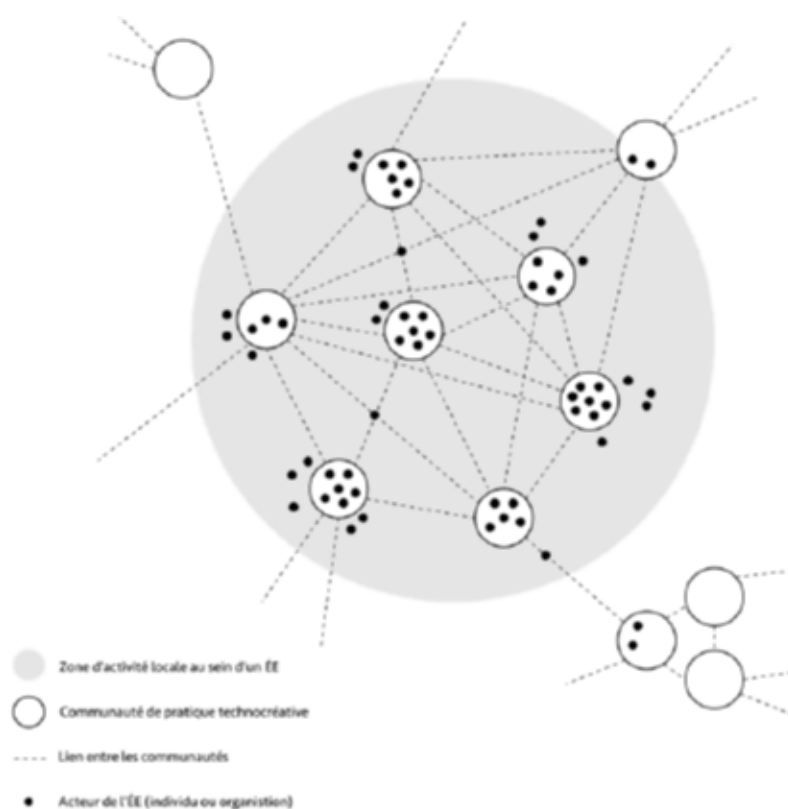 Zone d'activité locale au sein d'un ÉE
Communauté de pratique technocréative
Lien entre les communautés
Acteur de l'ÉE (individu ou organistion)